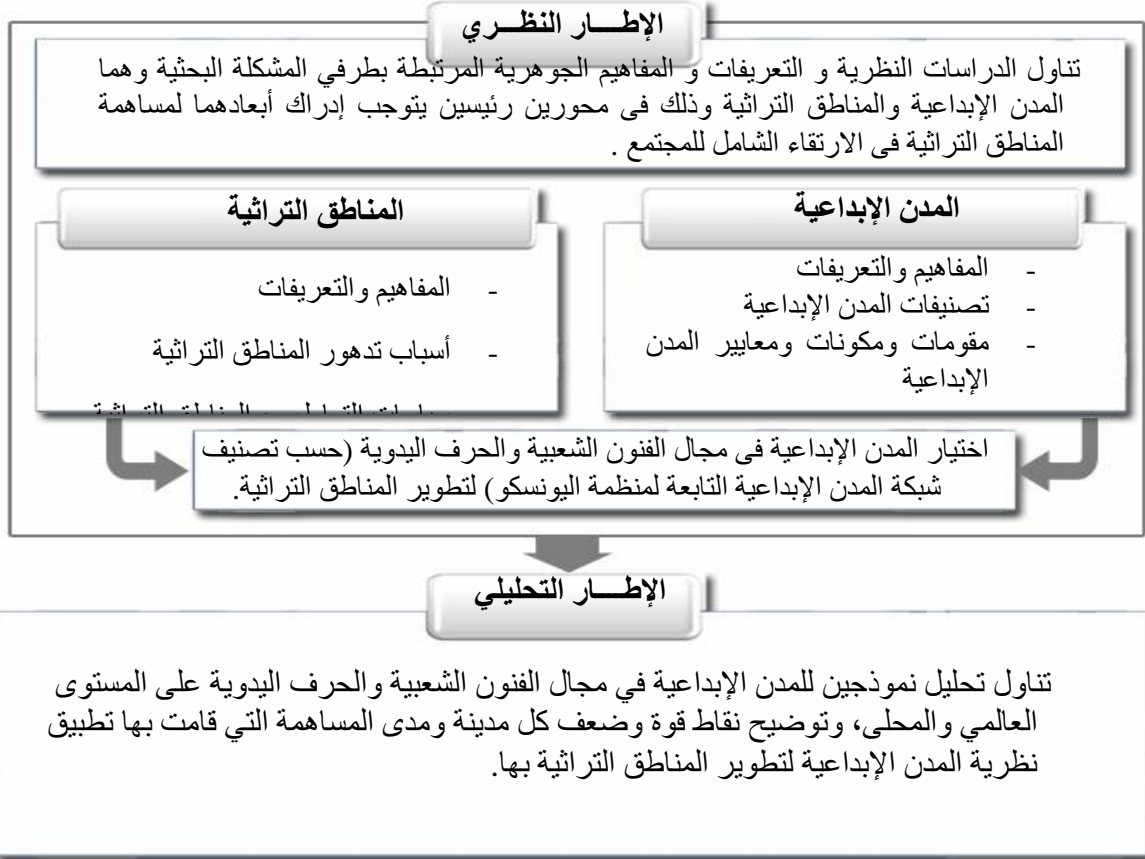 الإطــــار النظـــري
تناول الدراسات النظرية و التعريفات و المفاهيم الجوهرية المرتبطة بطرفي المشكلة البحثية وهما
المدن الإبداعية والمناطق التراثية وذلك فى محورين رئيسين يتوجب إدراك أبعادهما لمساهمة
المناطق التراثية فى الارتقاء الشامل للمجتمع .
المدن الإبداعية
- المفاهيم والتعريفات
- تصنيفات المدن الإبداعية
- مقومات ومكونات ومعايير المدن
الإبداعية
المناطق التراثية
- المفاهيم والتعريفات
- أسباب تدهور المناطق التراثية
المناطق التراثية
اختيار المدن الإبداعية فى مجال الفنون الشعبية والحرف اليدوية (حسب تصنيف
شبكة المدن الإبداعية التابعة لمنظمة اليونسكو) لتطوير المناطق التراثية.
الإطــــار التحليلي
تناول تحليل نموذجين للمدن الإبداعية في مجال الفنون الشعبية والحرف اليدوية على المستوى
العالمي والمحلى، وتوضيح نقاط قوة وضعف كل مدينة ومدى المساهمة التي قامت بها تطبيق
نظرية المدن الإبداعية لتطوير المناطق التراثية بها.